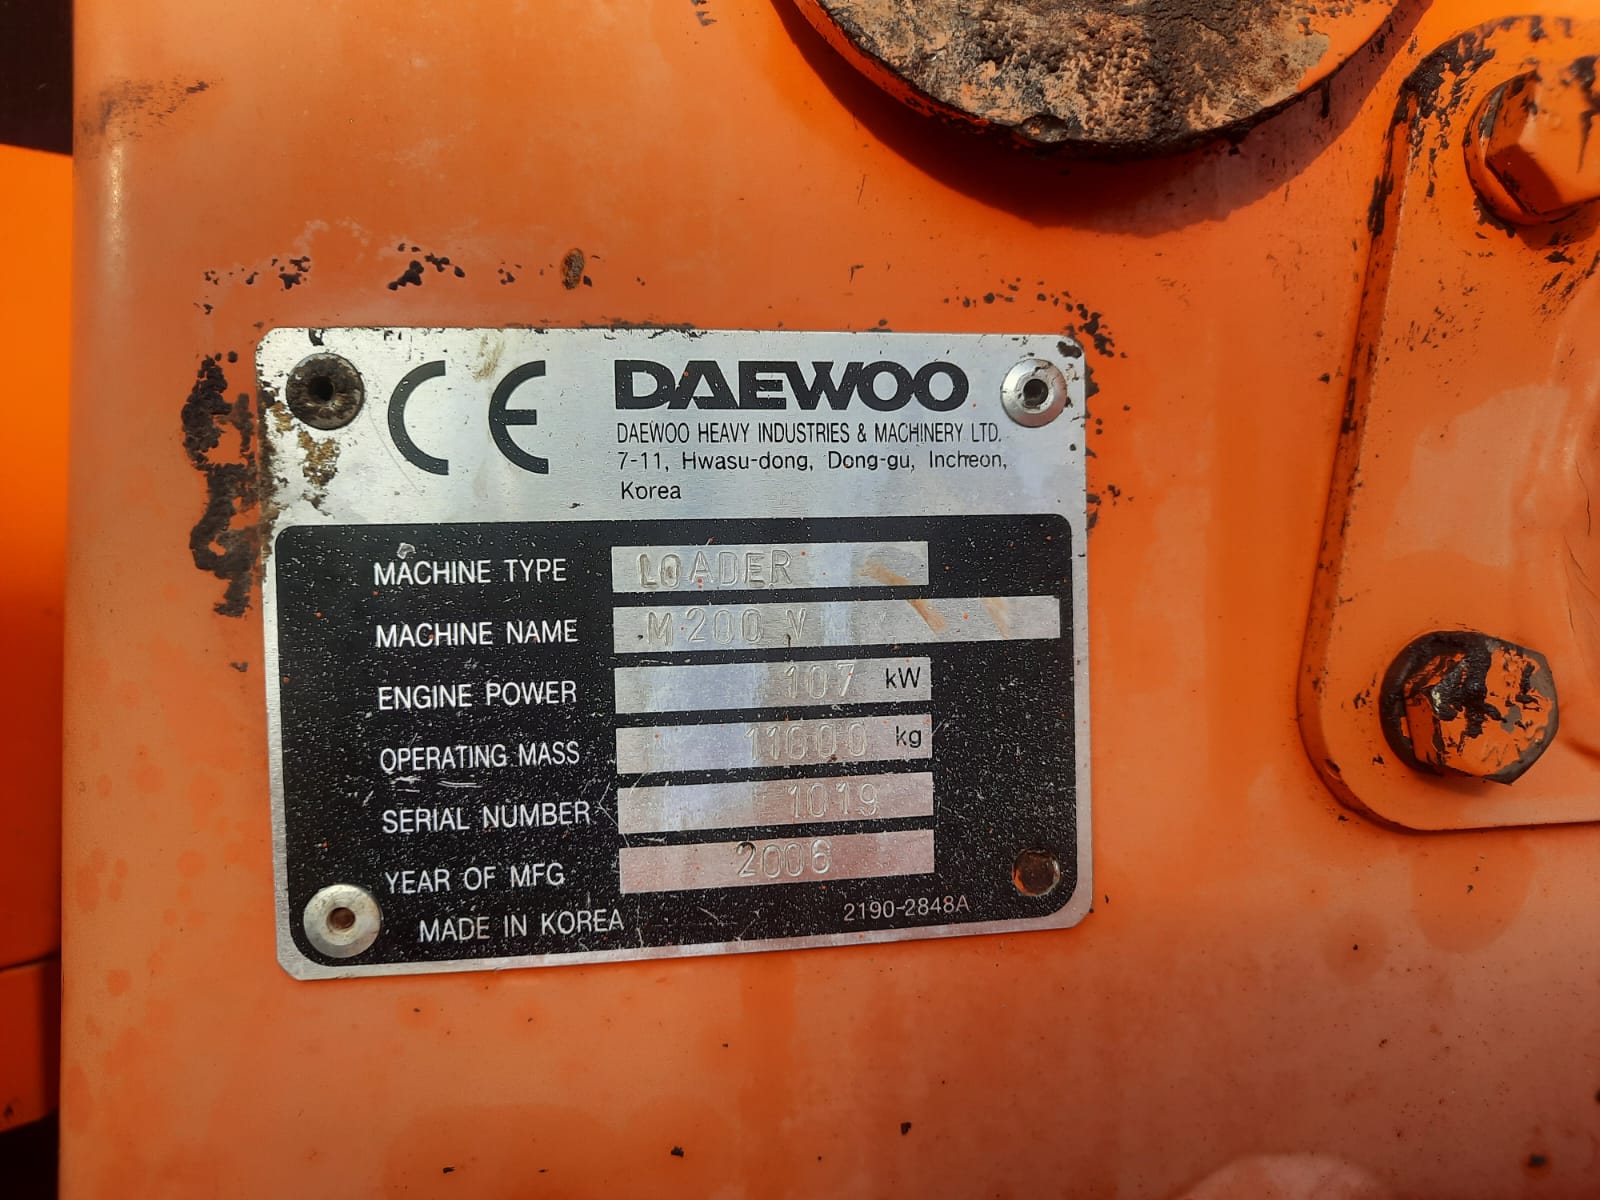 CE
DAEWOO
DAEWOO HEAVY INDUSTRIES & MACHINERY LTD.
7-11, Hwasu-dong, Dong-gu, Incheon,
Korea
MACHINE TYPE LOADER
MACHINE NAME M200 V
ENGINE POWER 107 kW
OPERATING MASS 11600 kg
SERIAL NUMBER 1019
YEAR OF MFG 2006
MADE IN KOREA 2190-2848A